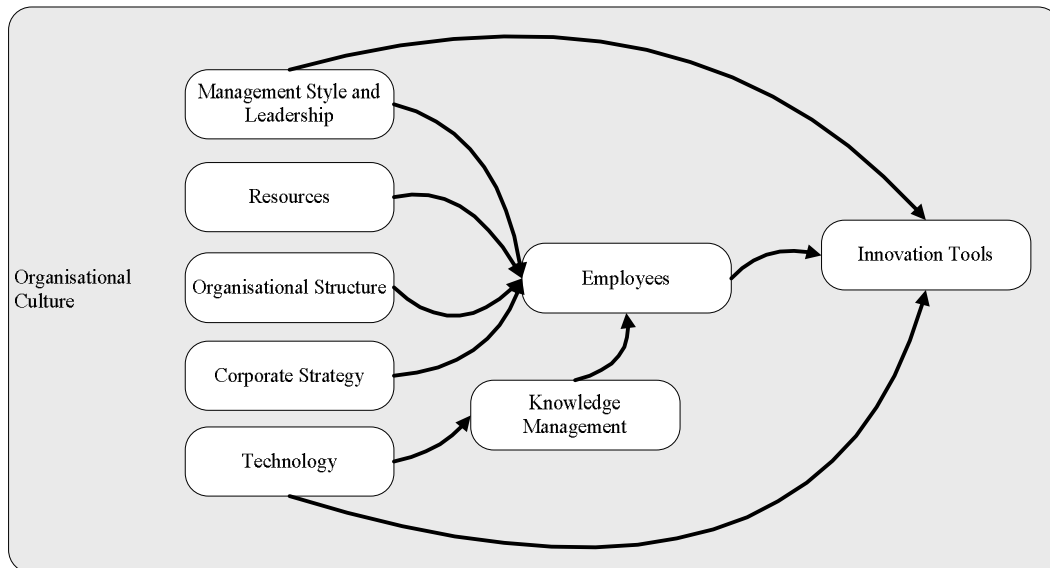 Management Style and
Leadership
Resources
Organisational
Culture
Organisational Structure
Employees
Innovation Tools
Corporate Strategy
Knowledge
Management
Technology